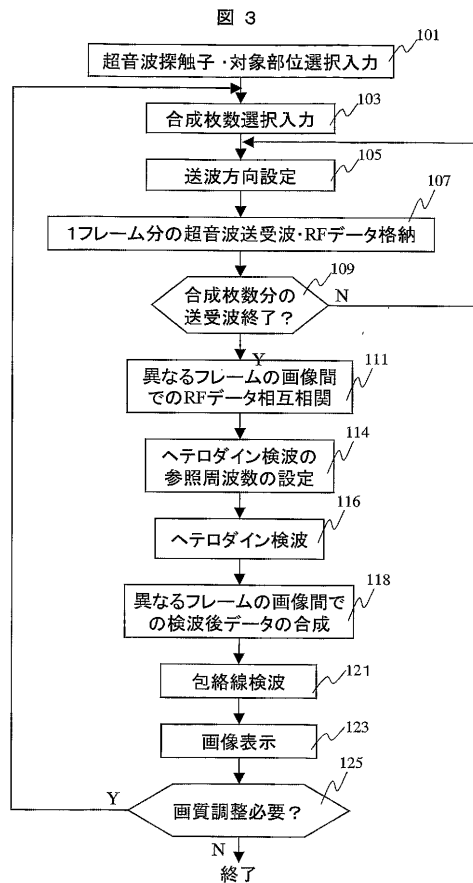 図 3
101
超音波探触子・対象部位選択入力
103
合成枚数選択入力
105
送波方向設定
107
1フレーム分の超音波送受波・RFデータ格納
109
合成枚数分の
送受波終了？
N
Y
111
異なるフレームの画像間
でのRFデータ相互相関
114
ヘテロダイン検波の
参照周波数の設定
116
ヘテロダイン検波
118
異なるフレームの画像間で
の検波後データの合成
121
包絡線検波
123
画像表示
125
Y
画質調整必要？
N
終了